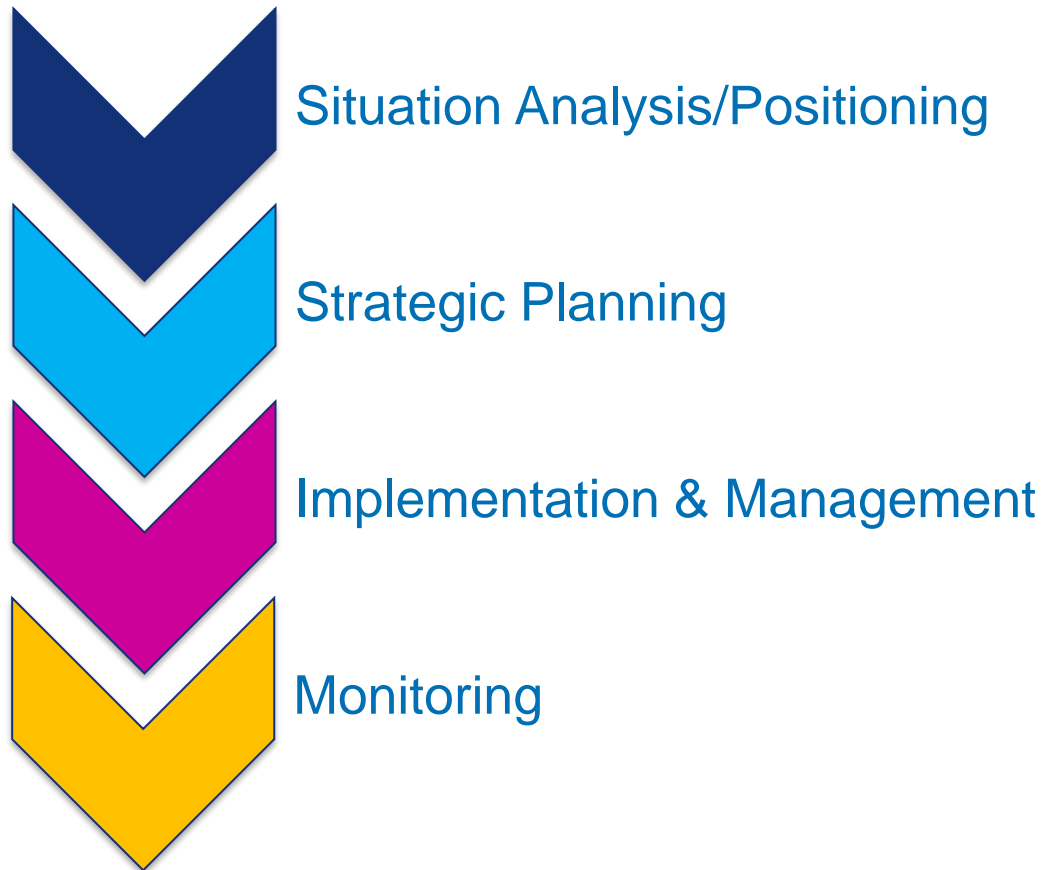 Situation Analysis/Positioning
Strategic Planning
Implementation & Management
Monitoring